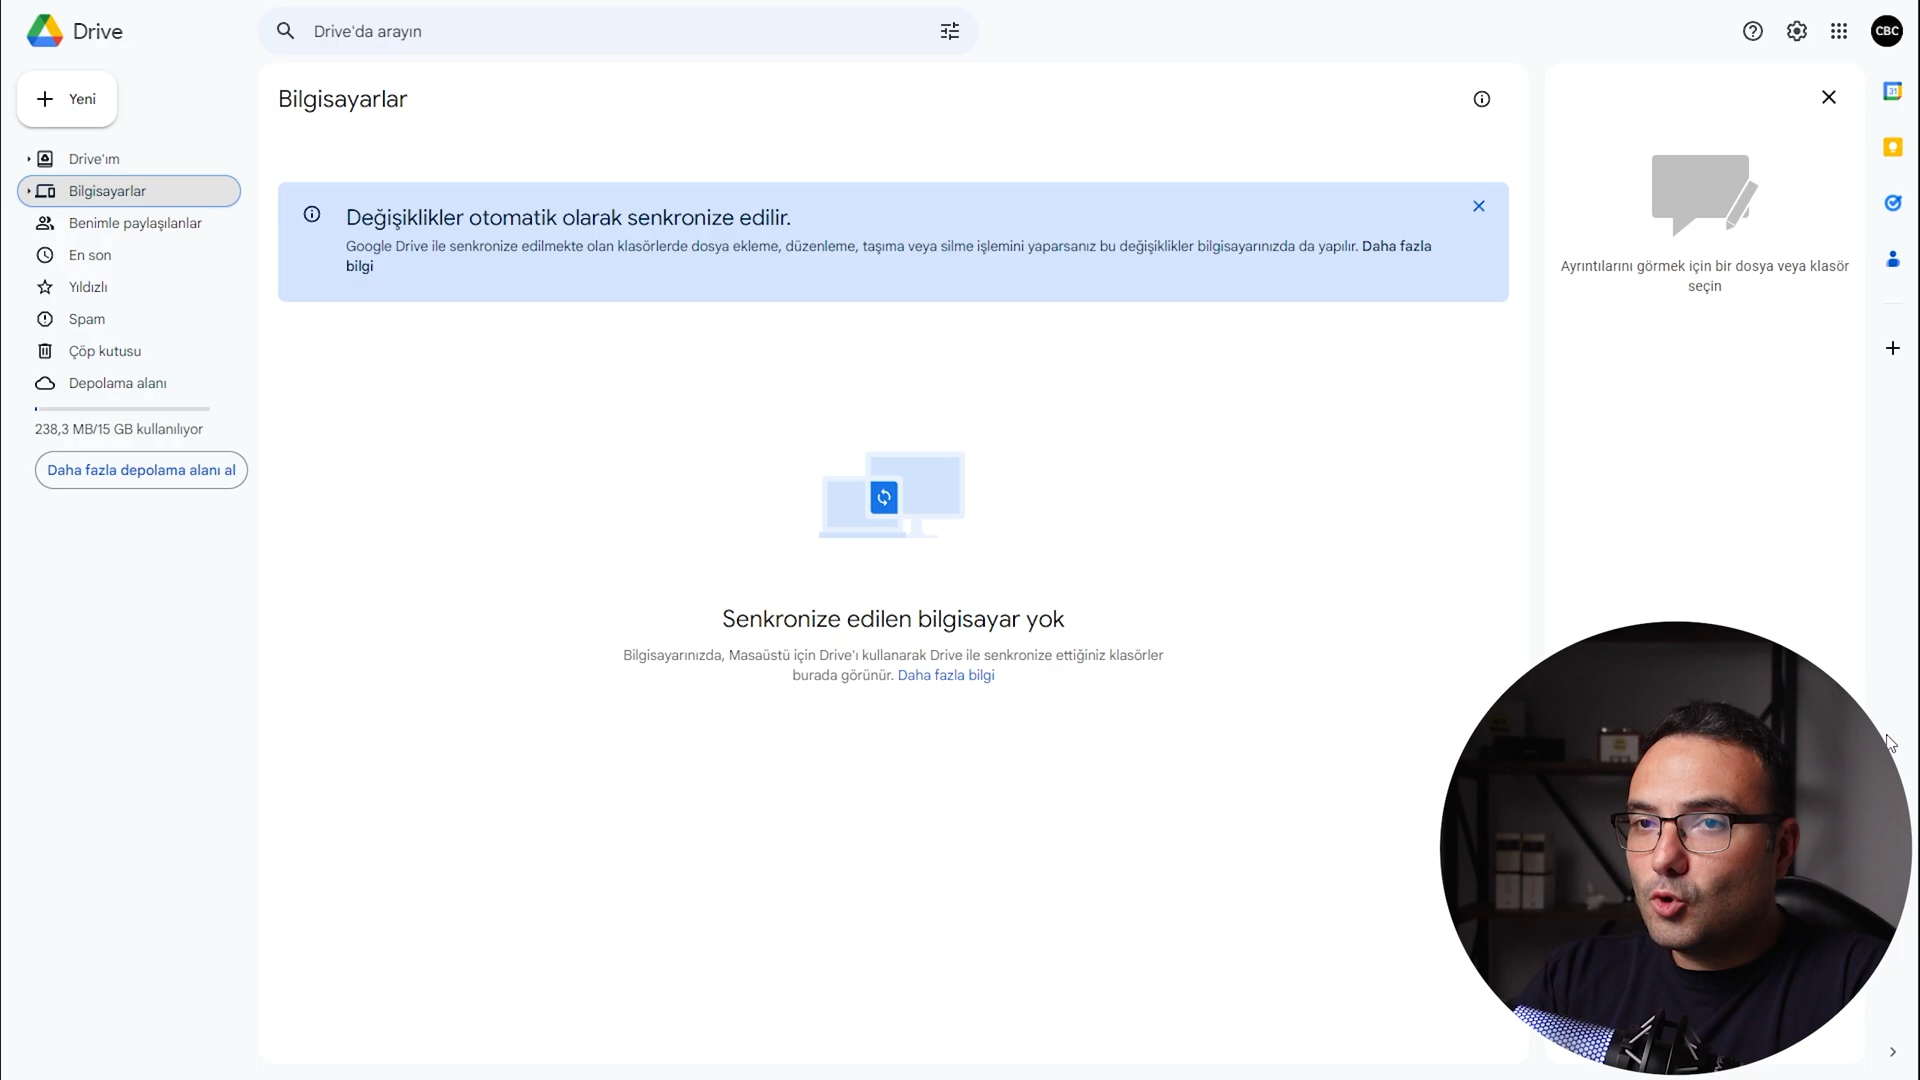 Drive
Drive'da arayın
CBC
Yeni
Drive'ım
Bilgisayarlar
Benimle paylaşılanlar
En son
Yıldızlı
Spam
Çöp kutusu
Depolama alanı
238,3 MB/15 GB kullanılıyor
Daha fazla depolama alanı al
Bilgisayarlar
Değişiklikler otomatik olarak senkronize edilir.
Google Drive ile senkronize edilmekte olan klasörlerde dosya ekleme, düzenleme, taşıma veya silme işlemini yaparsanız bu değişiklikler bilgisayarınızda da yapılır. Daha fazla
bilgi
Senkronize edilen bilgisayar yok
Bilgisayarınızda, Masaüstü için Drive'ı kullanarak Drive ile senkronize ettiğiniz klasörler
burada görünür. Daha fazla bilgi
Ayrıntılarını görmek için bir dosya veya klasör
seçin
31